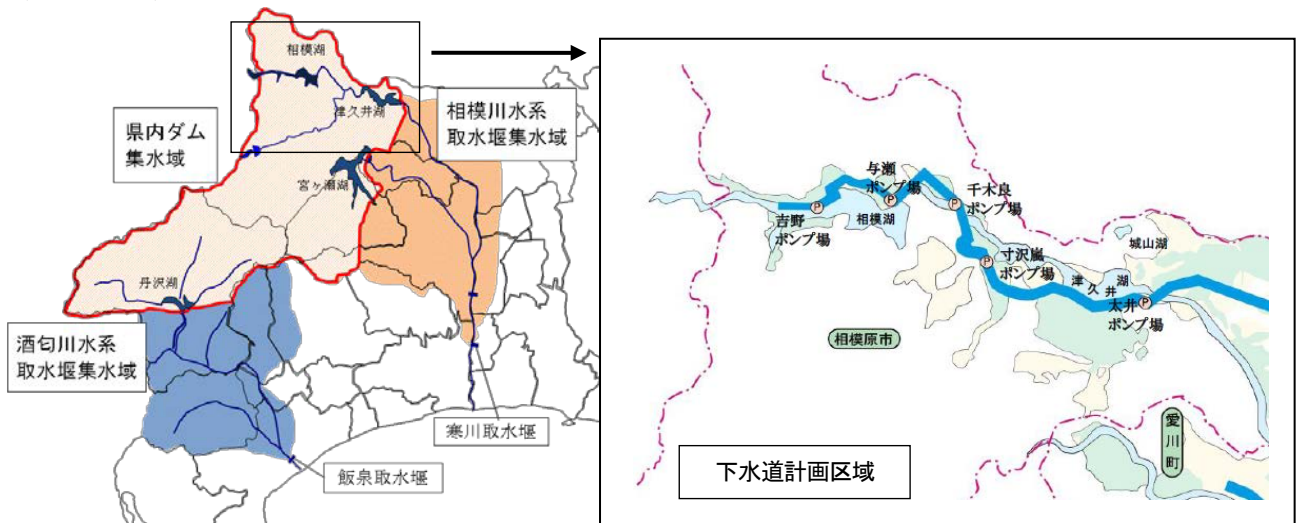 相模湖
津久井湖
県内ダム
集水域
相模川水系
取水堰集水域
宮ヶ瀬湖
丹沢湖
酒匂川水系
取水堰集水域
寒川取水堰
飯泉取水堰
与瀬
ポンプ場
千木良
ポンプ場
吉野
ポンプ場
相模湖
P
P
P
P
P
寸沢嵐
ポンプ場
城山湖
津久井湖
太井
ポンプ場
相模原市
愛川町
下水道計画区域